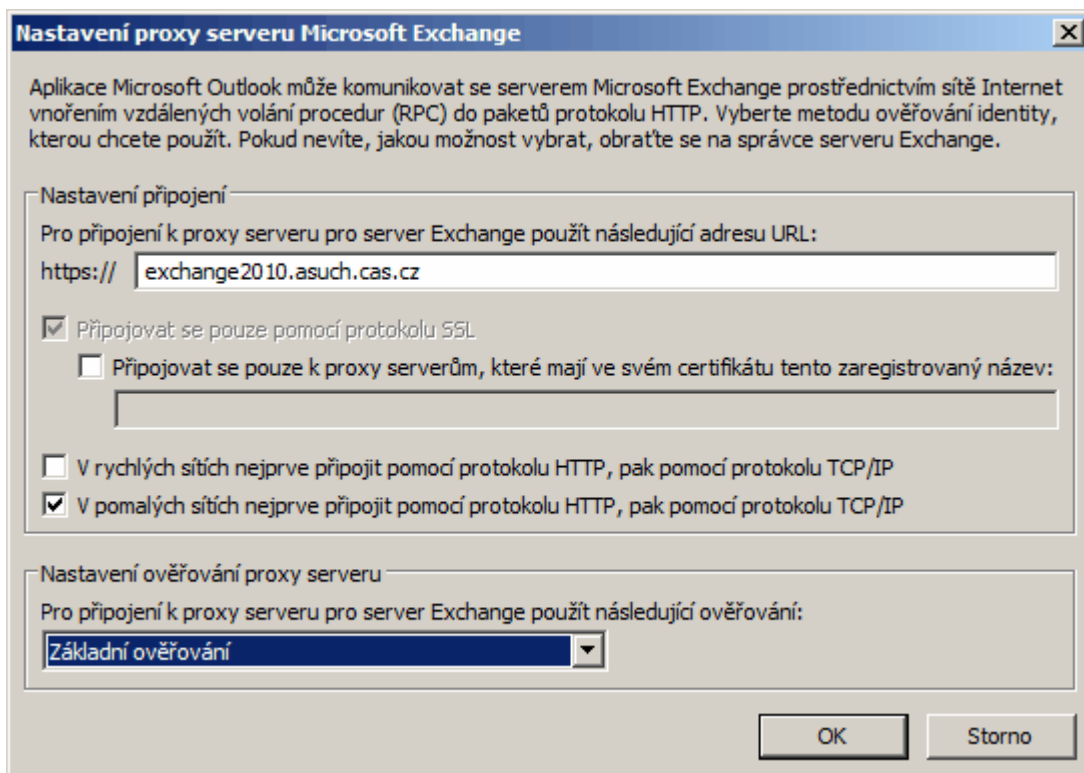 Nastavení proxy serveru Microsoft Exchange
Aplikace Microsoft Outlook může komunikovat se serverem Microsoft Exchange prostřednictvím sítě Internet
vnořením vzdálených volání procedur (RPC) do paketů protokolu HTTP. Vyberte metodu ověřování identity,
kterou chcete použít. Pokud nevíte, jakou možnost vybrat, obraťte se na správce serveru Exchange.
Nastavení připojení
Pro připojení k proxy serveru pro server Exchange použít následující adresu URL:
https:// exchange2010.asuch.cas.cz
Připojovat se pouze pomocí protokolu SSL
Připojovat se pouze k proxy serverům, které mají ve svém certifikátu tento zaregistrovaný název:
V rychlých sítích nejprve připojit pomocí protokolu HTTP, pak pomocí protokolu TCP/IP
V pomalých sítích nejprve připojit pomocí protokolu HTTP, pak pomocí protokolu TCP/IP
Nastavení ověřování proxy serveru
Pro připojení k proxy serveru pro server Exchange použít následující ověřování:
Základní ověřování
OK Storno